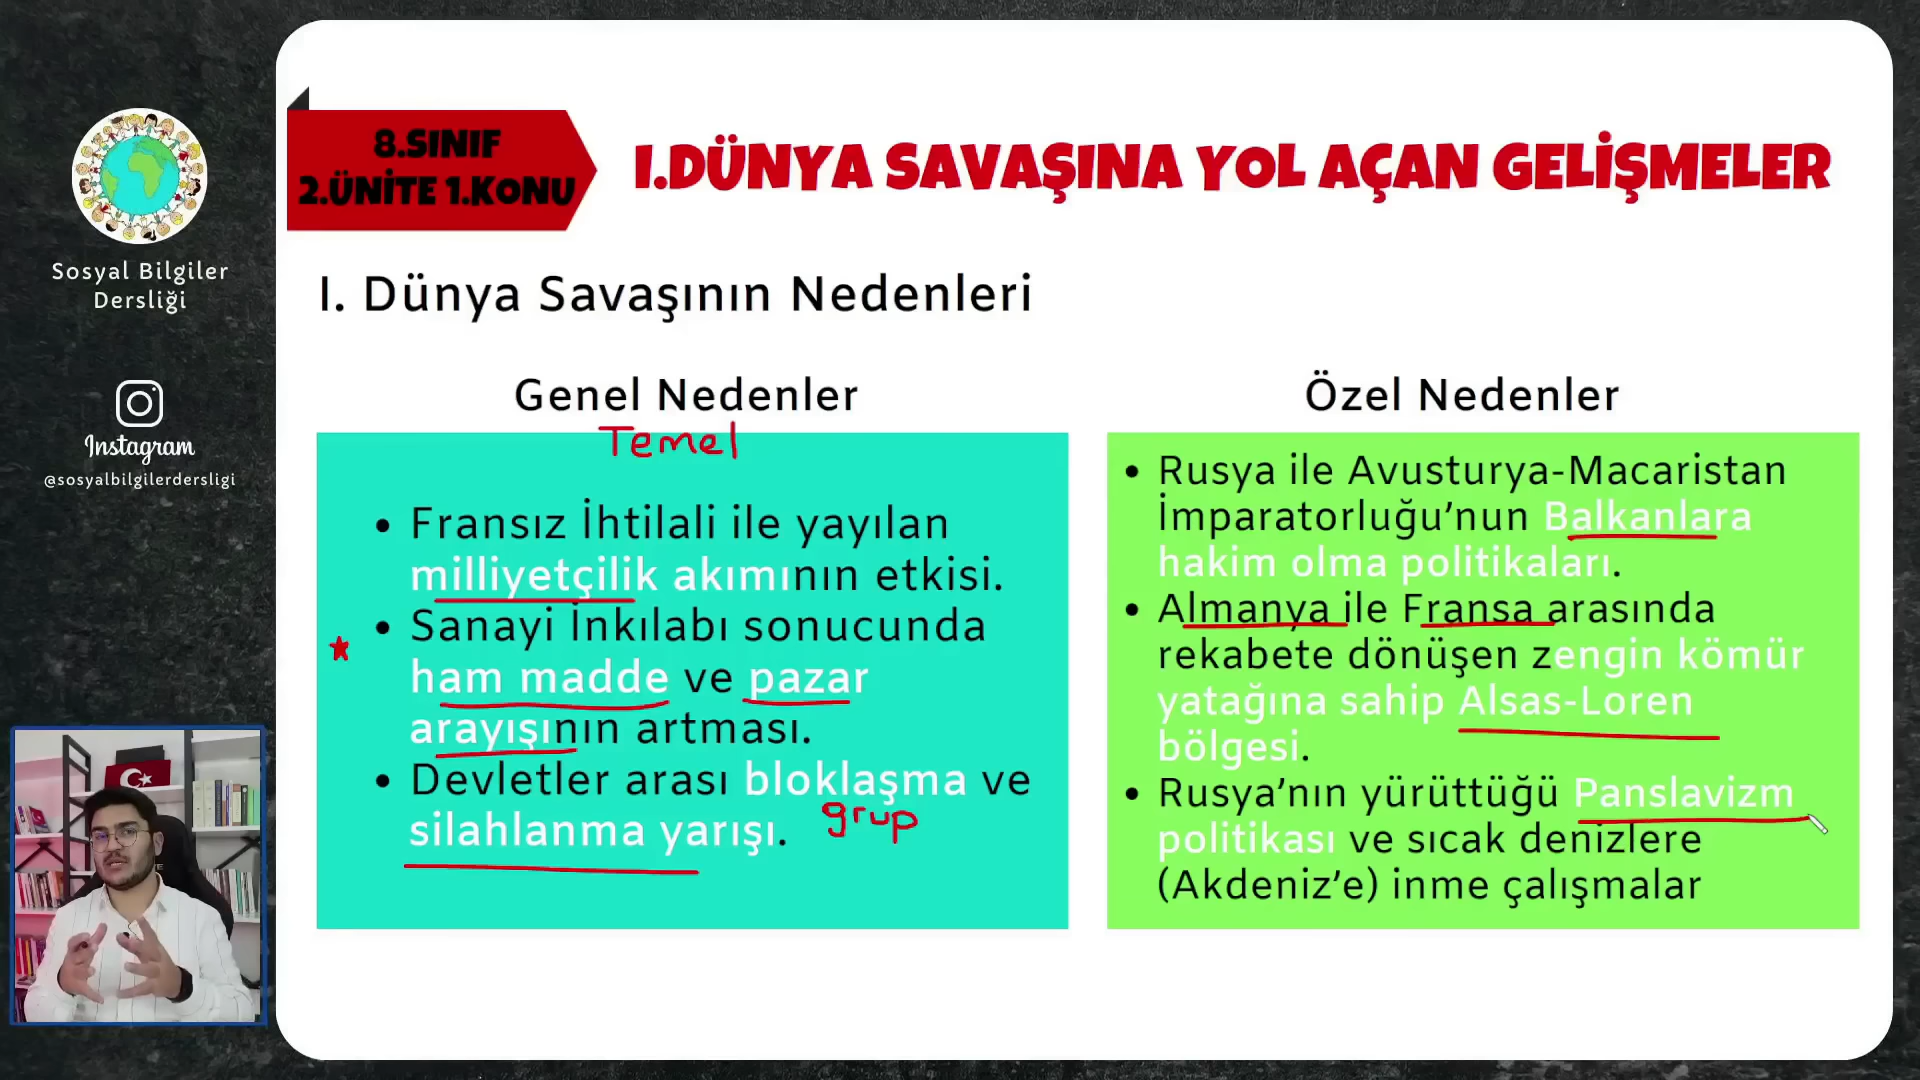 Sosyal Bilgiler
Dersliği
Instagram
@sosyalbilgilerdersligi
8.SINIF
2.ÜNİTE 1.KONU
I.DÜNYA SAVAŞINA YOL AÇAN GELİŞMELER
I. Dünya Savaşının Nedenleri
Genel Nedenler
Temel
• Fransız İhtilali ile yayılan
milliyetçilik akımının etkisi.
• Sanayi İnkılabı sonucunda
ham madde ve pazar
arayışının artması.
• Devletler arası bloklaşma ve
grup
silahlanma yarışı.
Özel Nedenler
• Rusya ile Avusturya-Macaristan
İmparatorluğu’nun Balkanlara
hakim olma politikaları.
• Almanya ile Fransa arasında
rekabete dönüşen zengin kömür
yatağına sahip Alsas-Loren
bölgesi.
• Rusya’nın yürüttüğü Panslavizm
politikası ve sıcak denizlere
(Akdeniz’e) inme çalışmalar